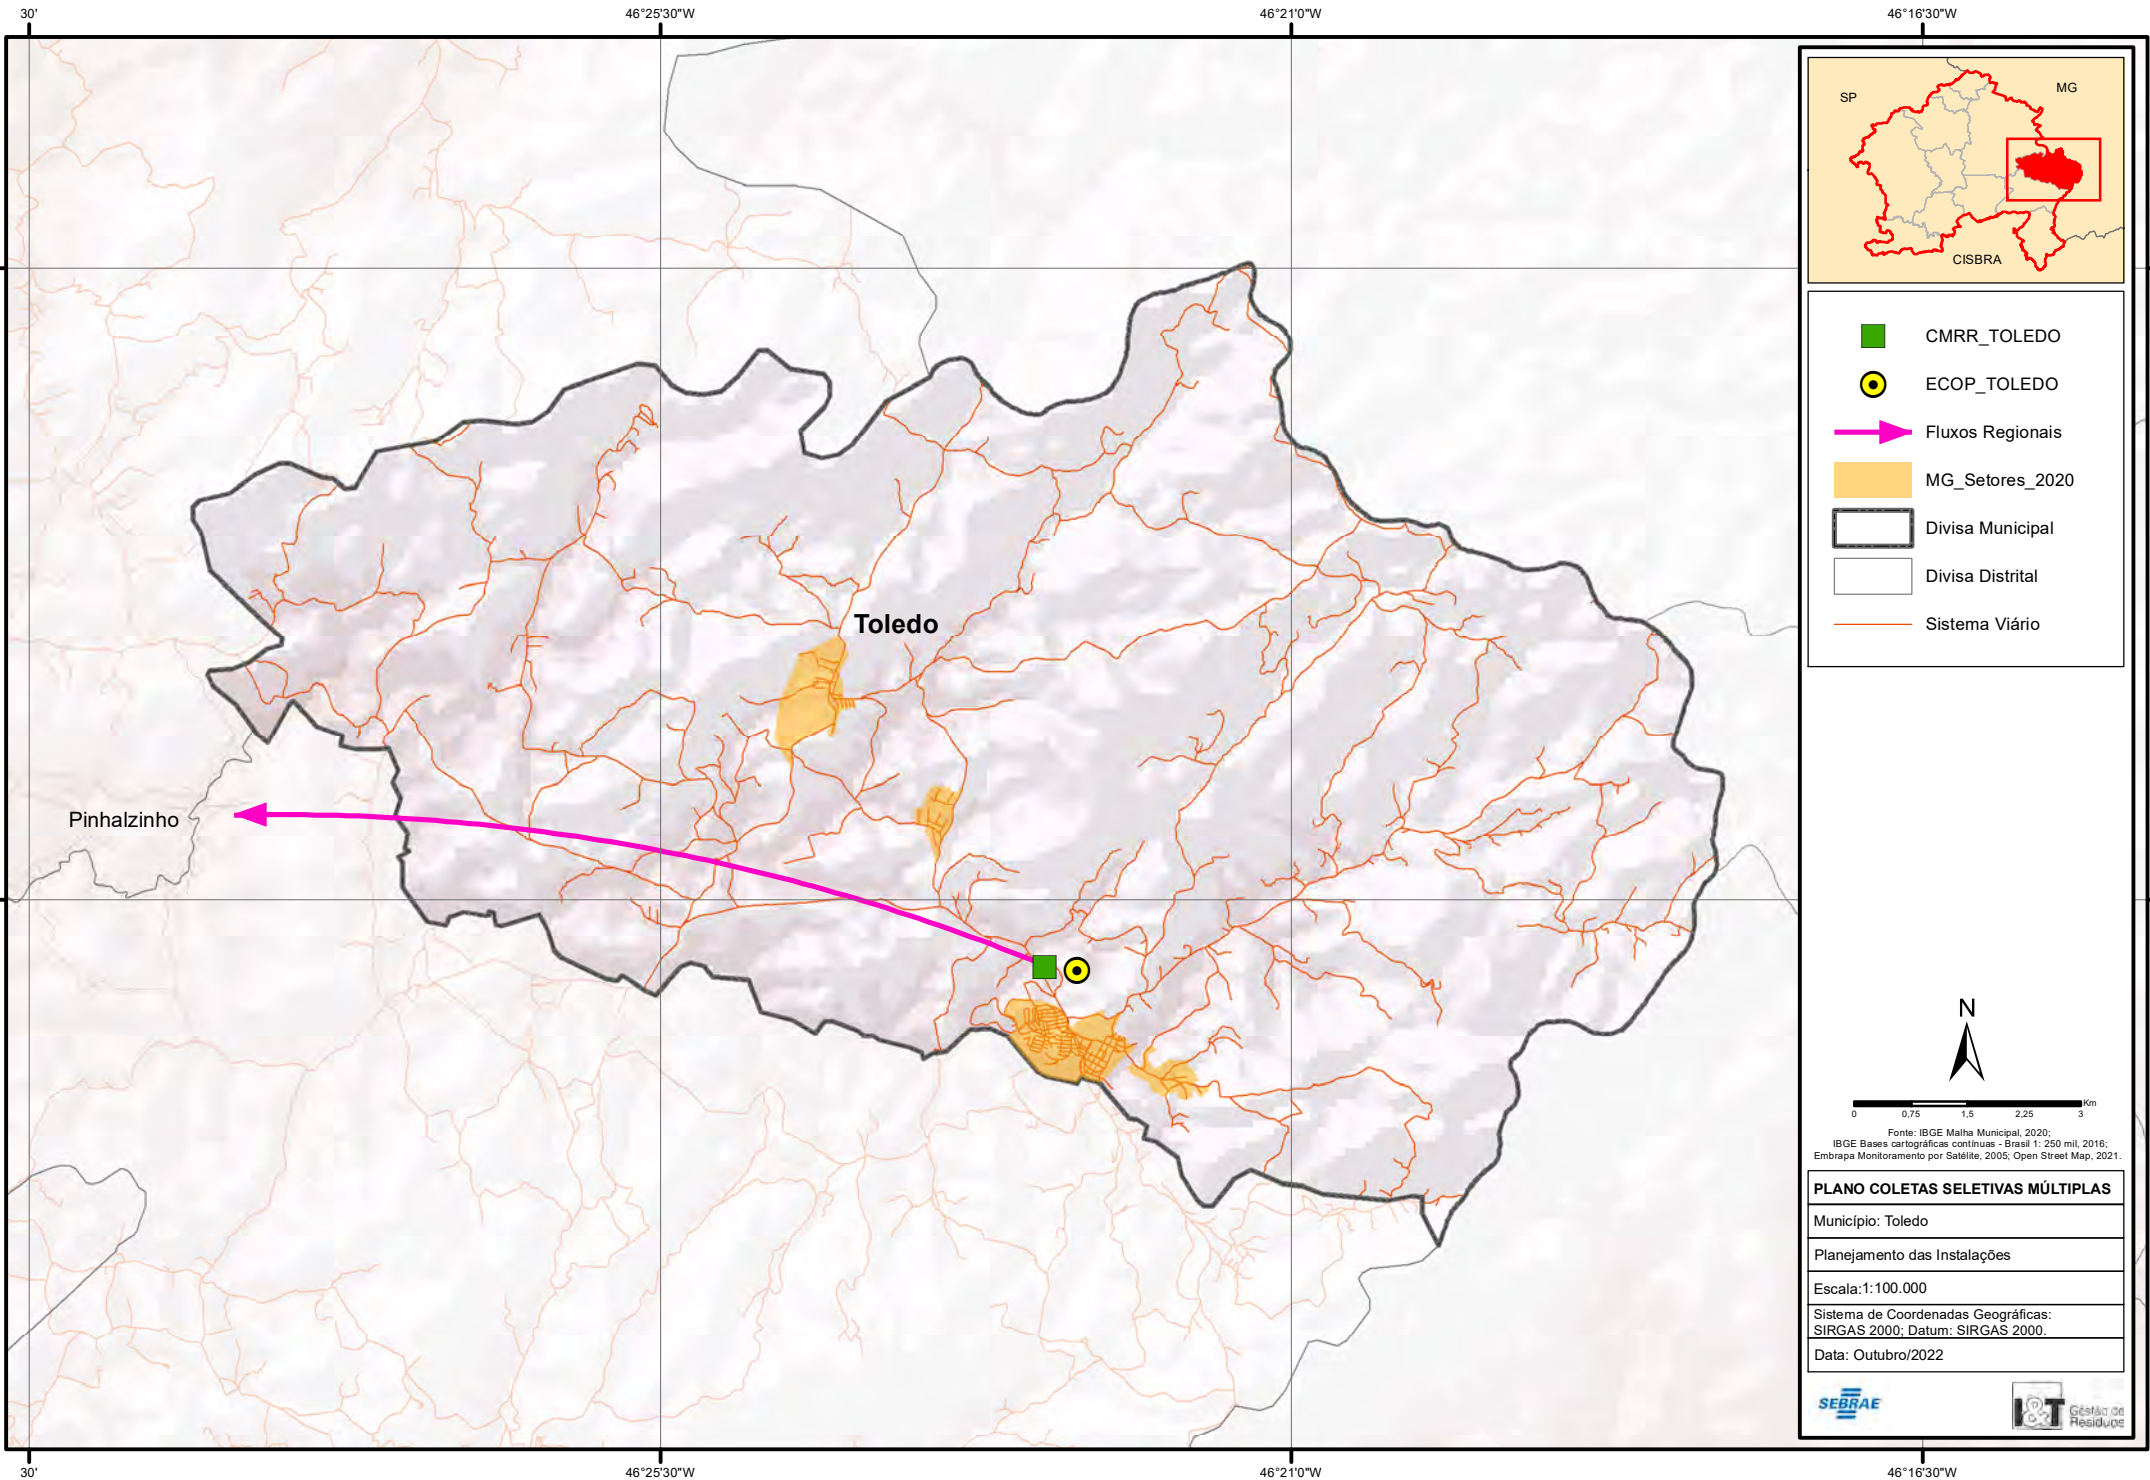 30'
46°25'30"W
46°21'0"W
46°16'30"W
SP
MG
CISBRA
CMRR_TOLEDO
ECOP_TOLEDO
Fluxos Regionais
MG_Setores_2020
Divisa Municipal
Divisa Distrital
Sistema Viário
Toledo
Pinhalzinho
N
Km
0 0,75 1,5 2,25 3
Fonte: IBGE Malha Municipal, 2020;
IBGE Bases cartográficas contínuas - Brasil 1: 250 mil, 2016;
Embrapa Monitoramento por Satélite, 2005; Open Street Map, 2021.
PLANO COLETAS SELETIVAS MÚLTIPLAS
Município: Toledo
Planejamento das Instalações
Escala:1:100.000
Sistema de Coordenadas Geográficas:
SIRGAS 2000; Datum: SIRGAS 2000.
Data: Outubro/2022
SEBRAE
I&T
Gestão de
Resíduos
30'
46°25'30"W
46°21'0"W
46°16'30"W